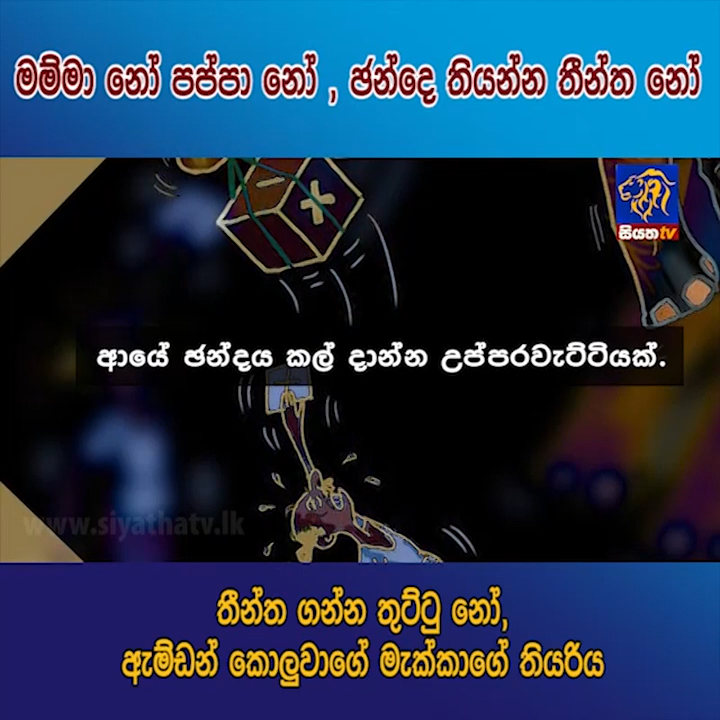 මම්මා නෝ පප්පා නෝ , ඡන්දෙ තියන්න තීන්ත නෝ
සියත tv
ආයේ ඡන්දය කල් දාන්න උප්පරවැට්ටියක්.
www.siyathatv.lk
තීන්ත ගන්න තුට්ටු නෝ,
ඇම්ඩන් කොලුවාගේ මැක්කාගේ තියරිය